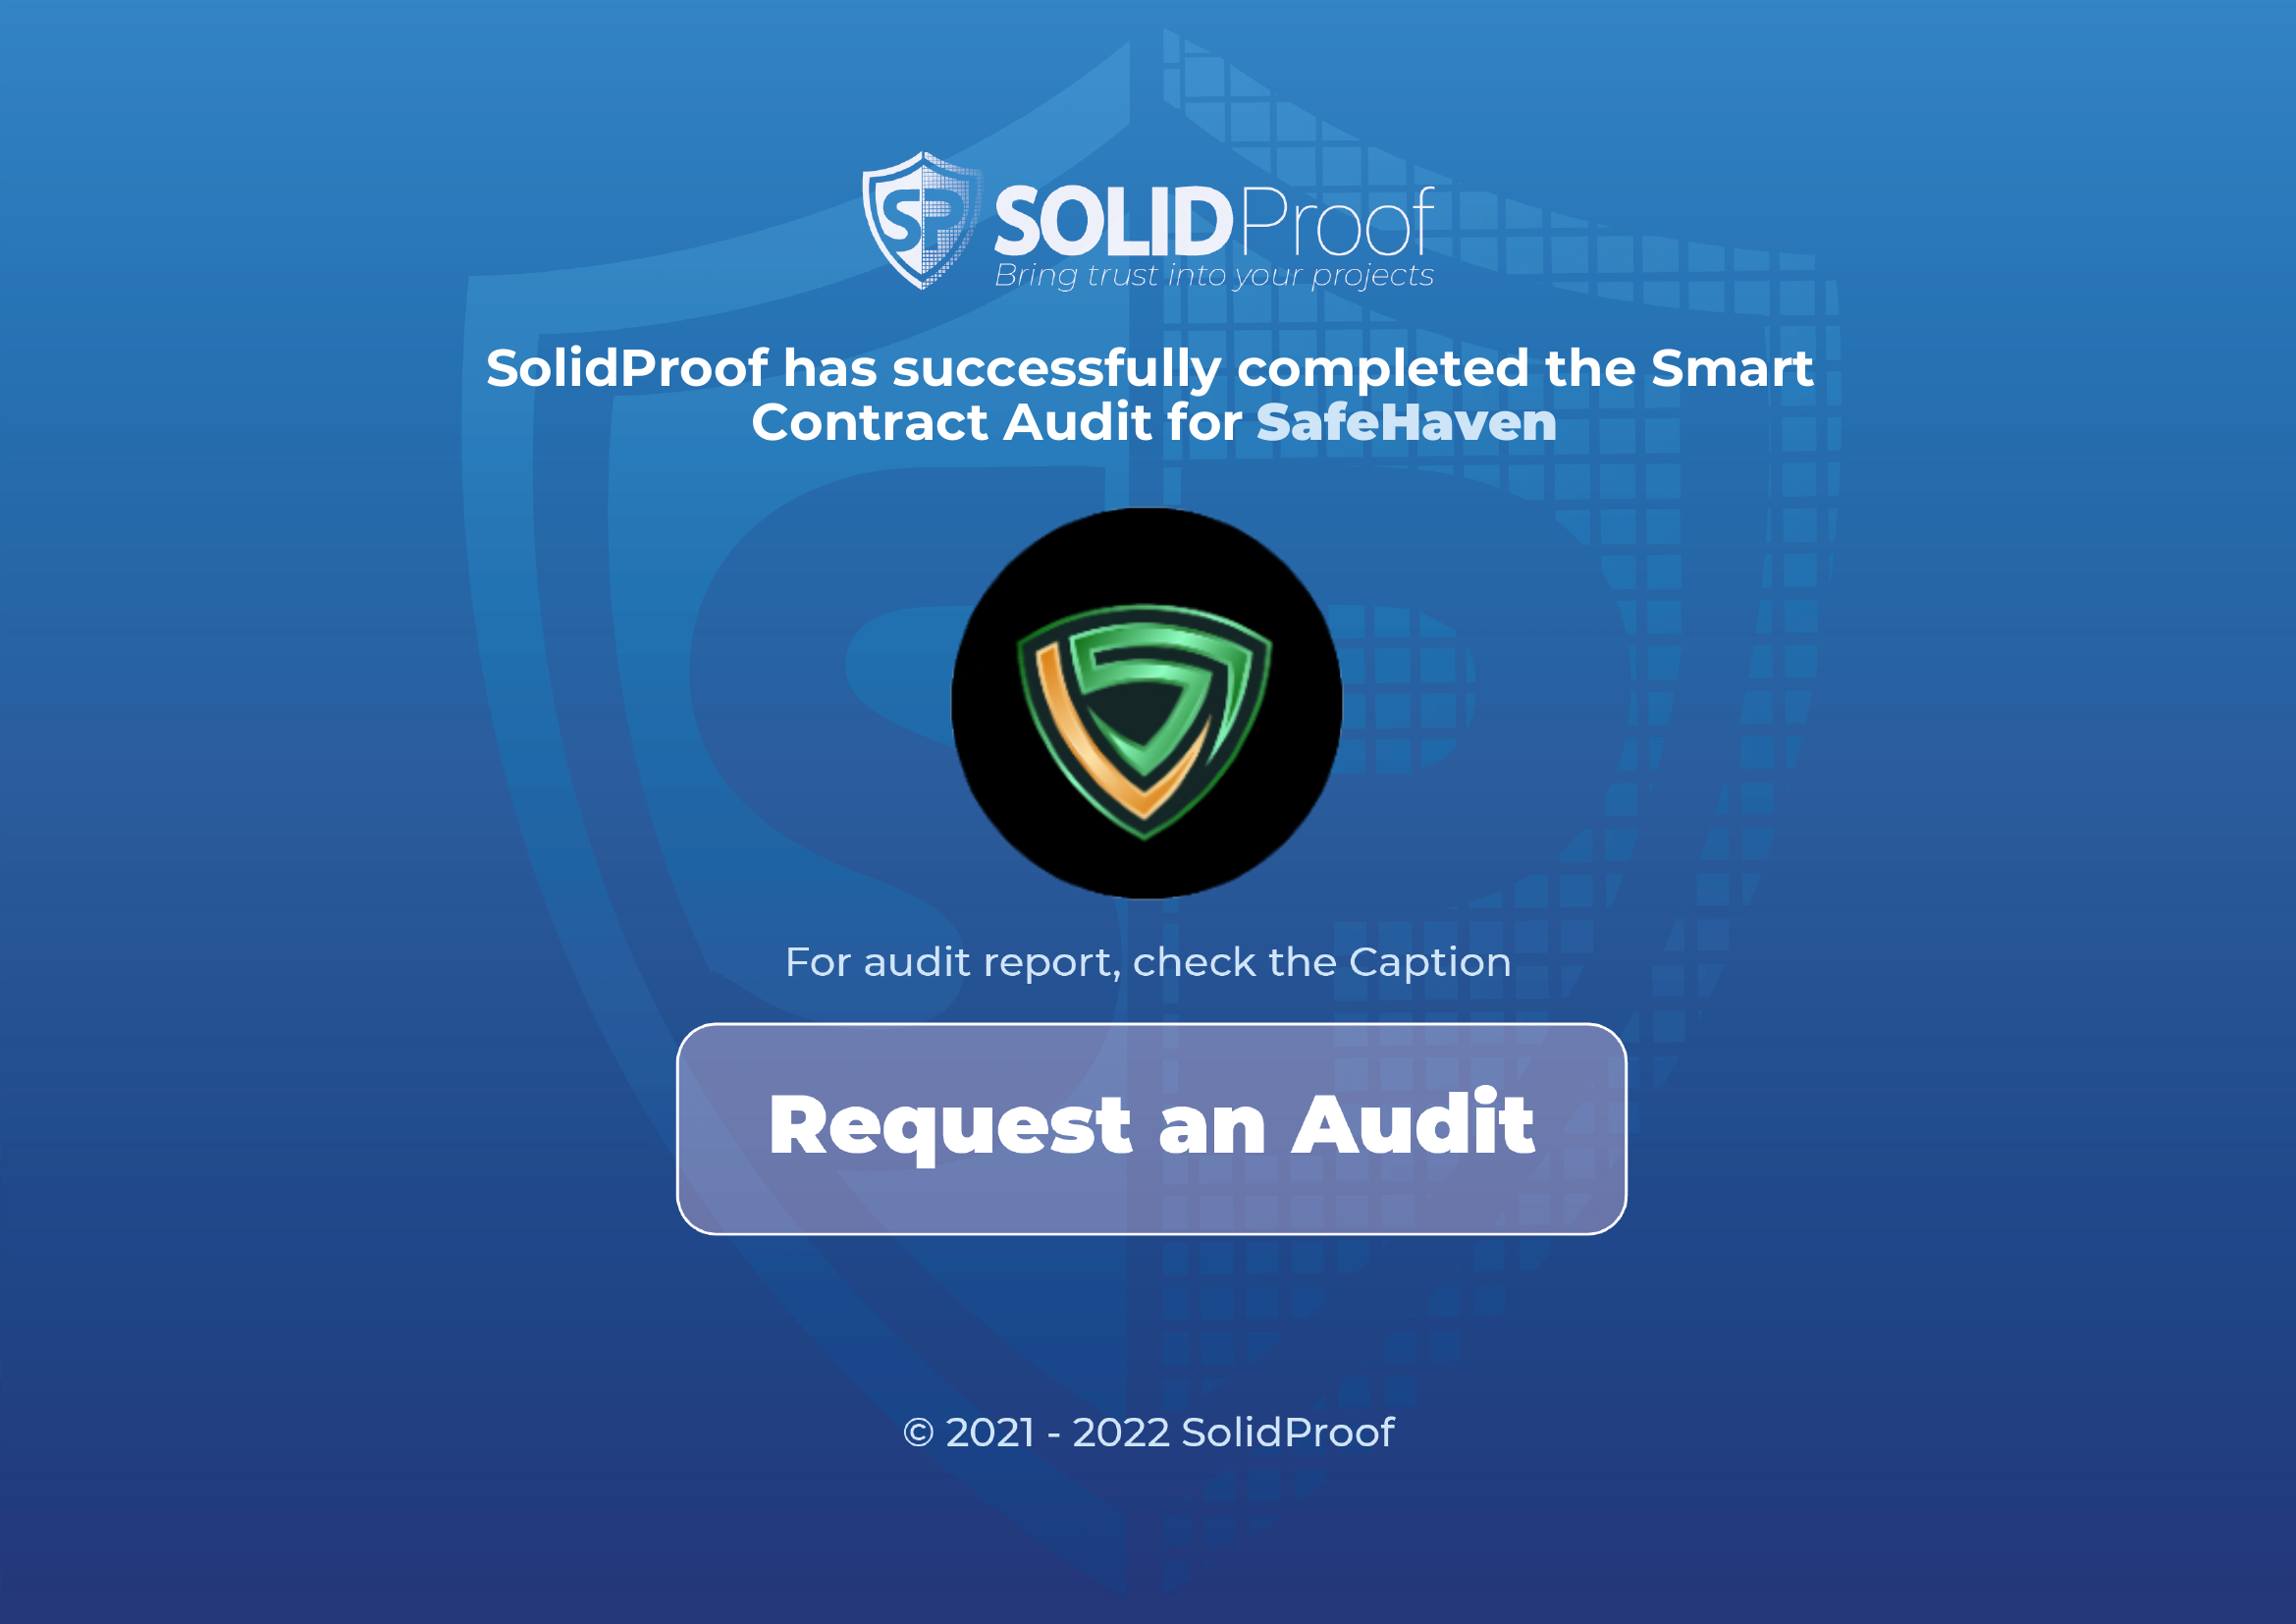 SP SOLIDProof
Bring trust into your projects
SolidProof has successfully completed the Smart
Contract Audit for SafeHaven
For audit report, check the Caption
Request an Audit
© 2021 - 2022 SolidProof